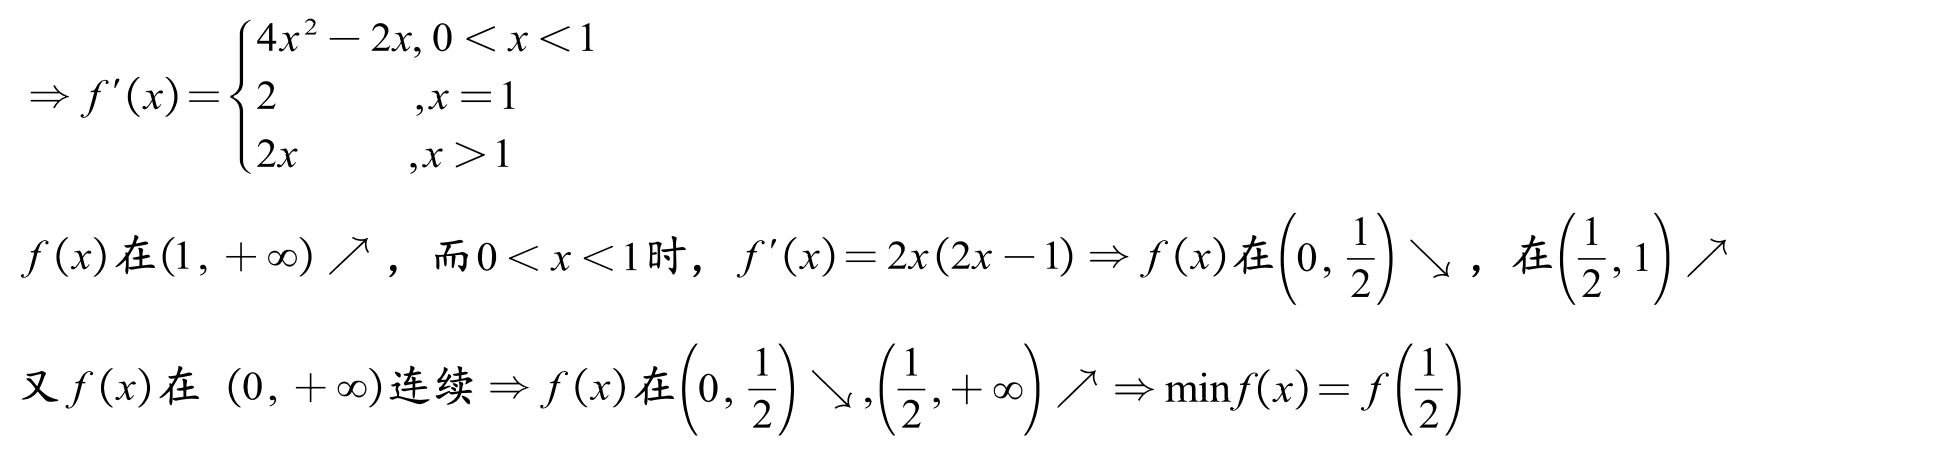 ⇒ f′(x) = { 4x² − 2x, 0 < x < 1
2 , x = 1
2x , x > 1
f(x)在(1, +∞) ↗ ，而0 < x < 1时，f′(x) = 2x(2x − 1) ⇒ f(x)在(0, 1/2) ↘ ，在(1/2, 1) ↗
又f(x)在 (0, +∞)连续 ⇒ f(x)在(0, 1/2) ↘ ,(1/2, +∞) ↗ ⇒ minf(x) = f(1/2)